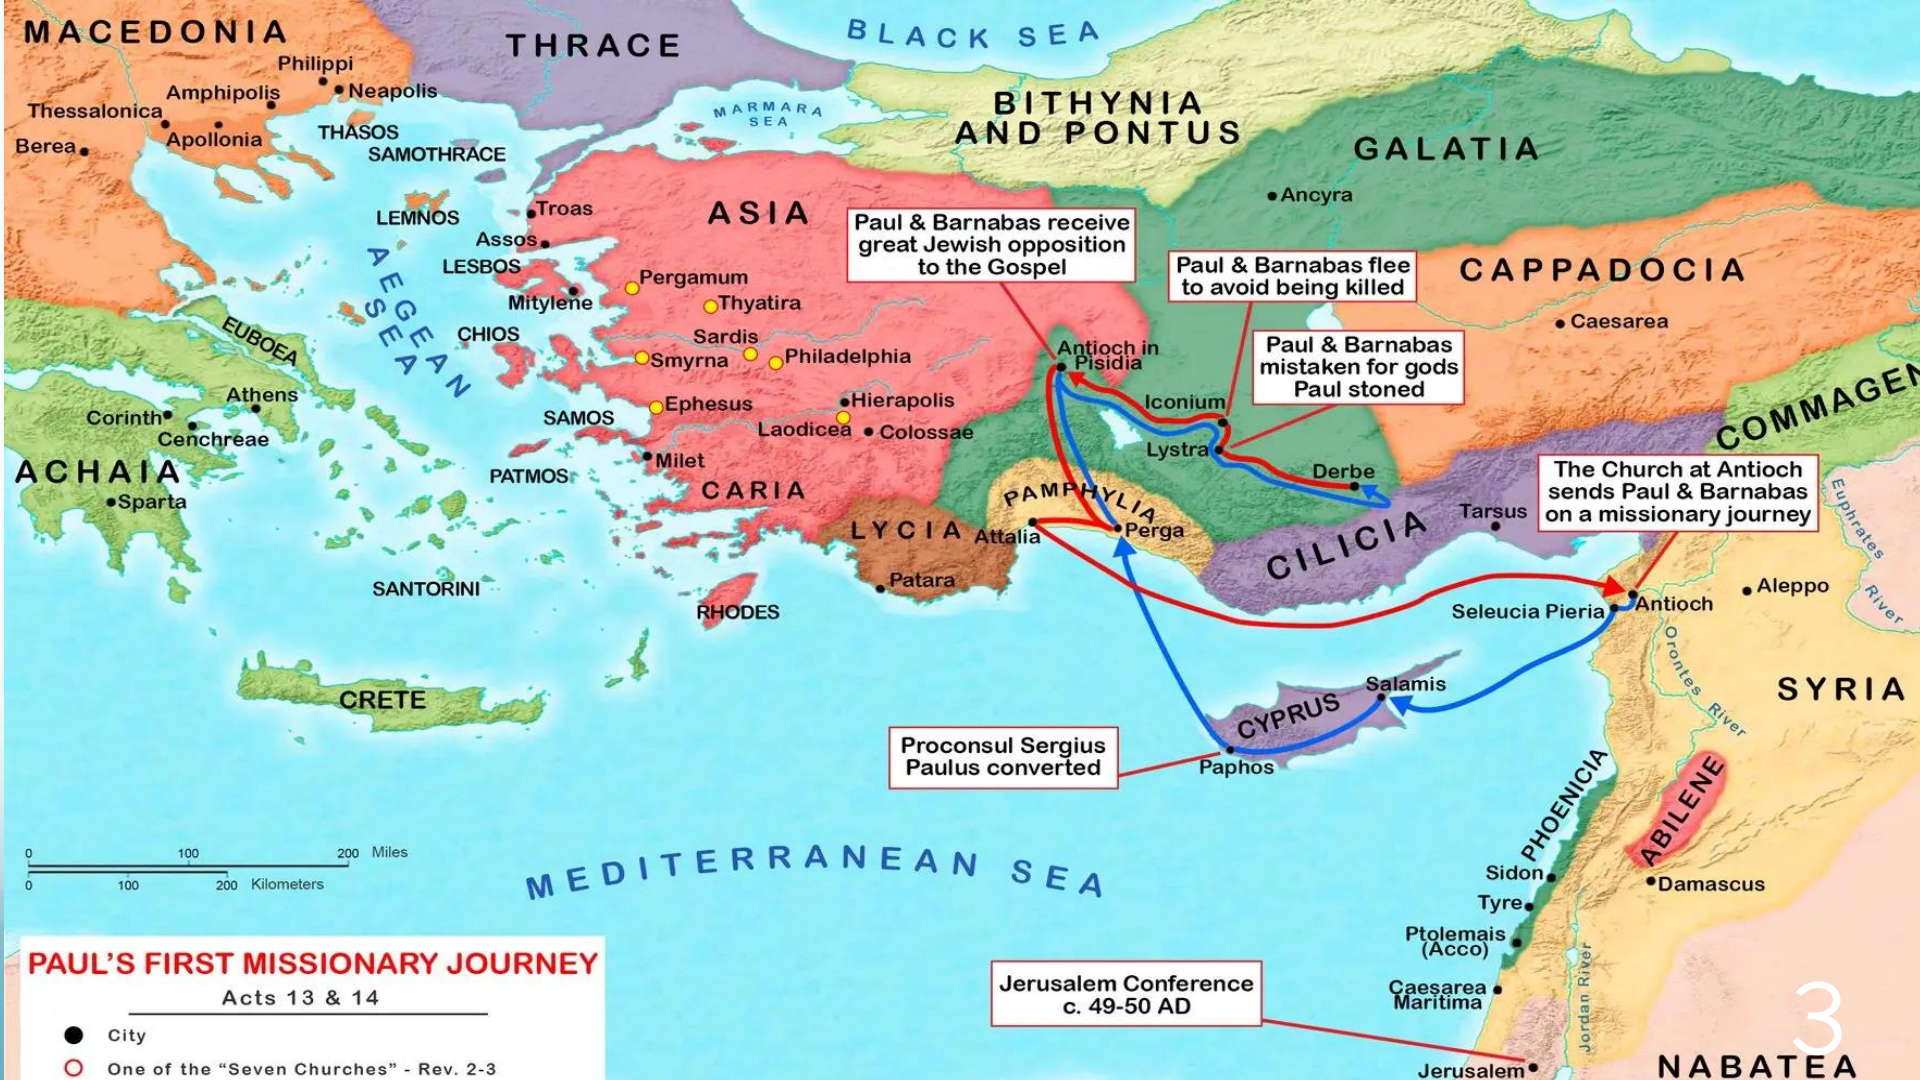 MACEDONIA
THRACE
BLACK SEA
Philippi
Neapolis
Amphipolis
Thessalonica
Apollonia
Berea
THASOS
SAMOTHRACE
MARMARA
SEA
BITHYNIA
AND PONTUS
GALATIA
Ancyra
LEMNOS
Troas
Assos
ASIA
LESBOS
Mitylene
AEGEAN
SEA
Pergamum
Thyatira
CHIOS
Sardis
Smyrna
Philadelphia
Paul & Barnabas receive
great Jewish opposition
to the Gospel
Paul & Barnabas flee
to avoid being killed
Paul & Barnabas
mistaken for gods
Paul stoned
CAPPADOCIA
Caesarea
EUBOEA
Athens
Corinth
Cenchreae
ACHAIA
Sparta
SAMOS
Ephesus
Hierapolis
Laodicea
Colossae
PATMOS
Milet
CARIA
Antioch in
Pisidia
Iconium
Lystra
Derbe
COMMAGEN
PAMPHYLIA
LYCIA
Attalia
Perga
Patara
CILICIA
Tarsus
The Church at Antioch
sends Paul & Barnabas
on a missionary journey
Euphrates
River
SANTORINI
RHODES
Seleucia Pieria
Antioch
Aleppo
Orontes River
SYRIA
CRETE
Salamis
CYPRUS
Paphos
Proconsul Sergius
Paulus converted
PHOENICIA
ABILENE
Sidon
Damascus
Tyre
Ptolemais
(Acco)
Caesarea
Maritima
Jordan River
MEDITERRANEAN SEA
0 100 200 Miles
0 100 200 Kilometers
Jerusalem Conference
c. 49-50 AD
Jerusalem
NABATEA
3
PAUL'S FIRST MISSIONARY JOURNEY
Acts 13 & 14
City
One of the “Seven Churches” - Rev. 2-3